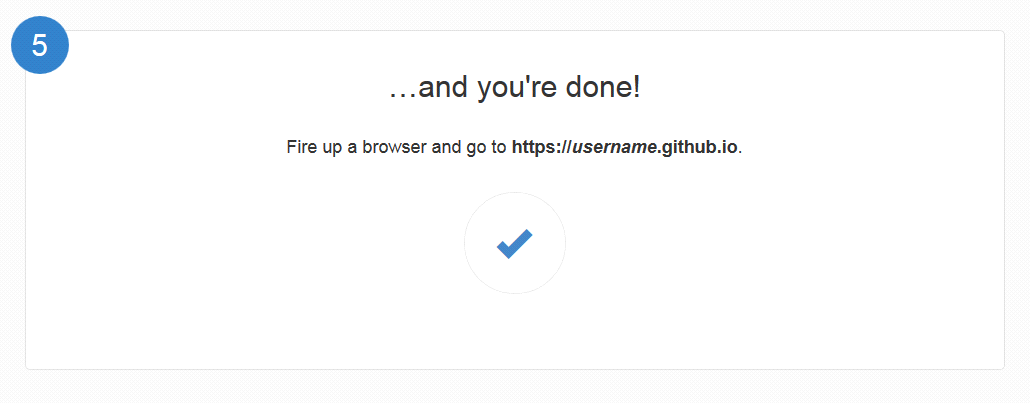 5
…and you're done!
Fire up a browser and go to https://username.github.io.